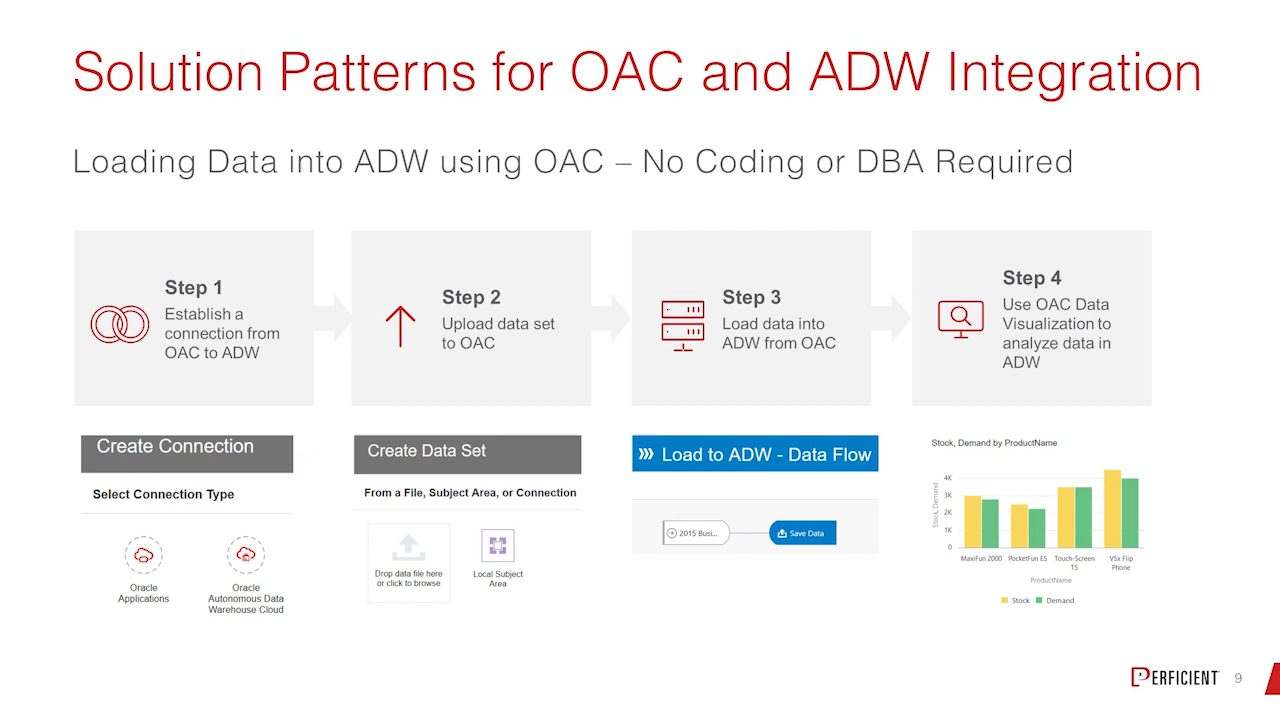 Solution Patterns for OAC and ADW Integration
Loading Data into ADW using OAC – No Coding or DBA Required
Step 1
Establish a
connection from
OAC to ADW
Step 2
Upload data set
to OAC
Step 3
Load data into
ADW from OAC
Step 4
Use OAC Data
Visualization to
analyze data in
ADW
Create Connection
Select Connection Type
Oracle
Applications
Oracle
Autonomous Data
Warehouse Cloud
Create Data Set
From a File, Subject Area, or Connection
Drop data file here
or click to browse
Local Subject
Area
Load to ADW - Data Flow
2015 Busi...
Save Data
Stock, Demand by ProductName
Stock, Demand
4K
3K
2K
1K
0
MaxiFun 2000
PocketFun ES
Touch-Screen
T5
V5x Flip
Phone
ProductName
Stock
Demand
PERFICIENT
9